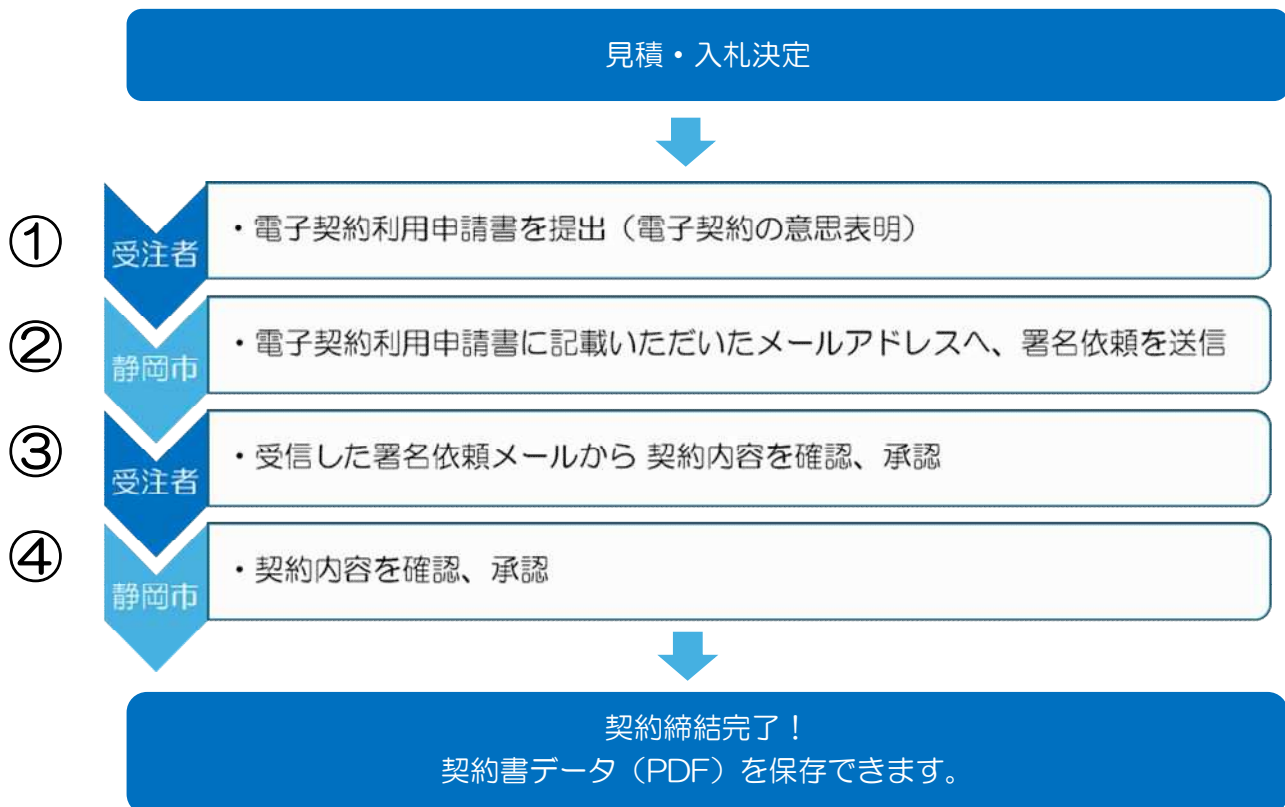 見積・入札決定
①
受注者
・電子契約利用申請書を提出（電子契約の意思表明）
②
静岡市
・電子契約利用申請書に記載いただいたメールアドレスへ、署名依頼を送信
③
受注者
・受信した署名依頼メールから 契約内容を確認、承認
④
静岡市
・契約内容を確認、承認
契約締結完了！
契約書データ（PDF）を保存できます。